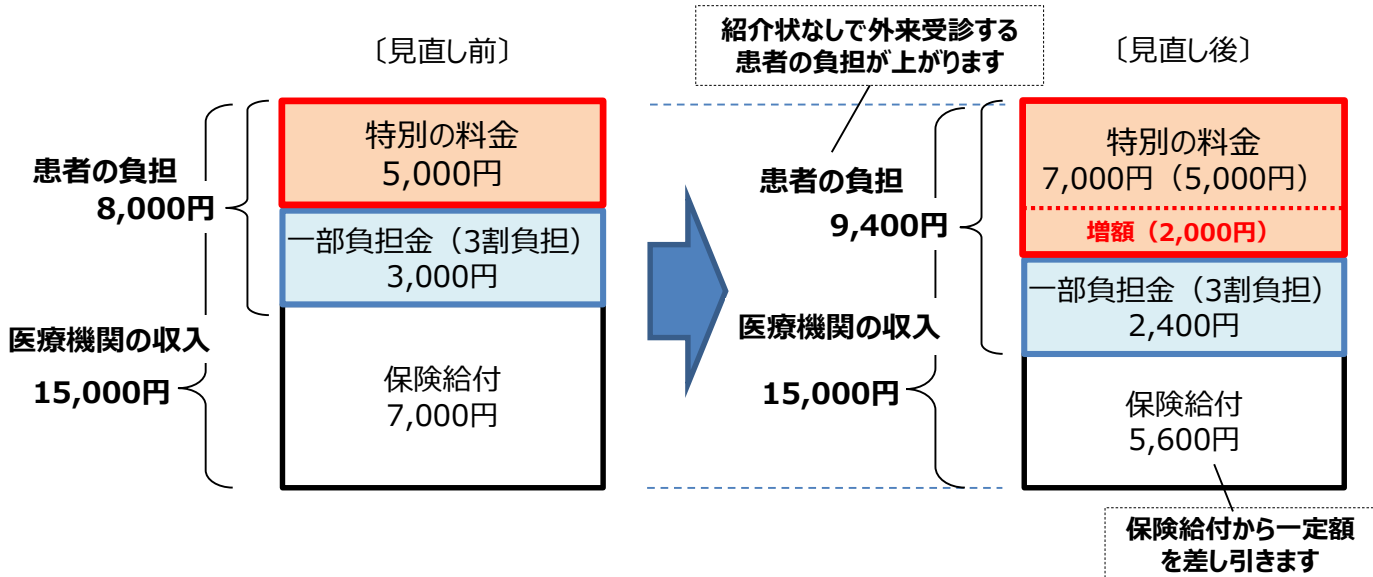 〔見直し前〕
特別の料金
5,000円
患者の負担
8,000円
一部負担金（3割負担）
3,000円
医療機関の収入
15,000円
保険給付
7,000円
紹介状なしで外来受診する
患者の負担が上がります
〔見直し後〕
特別の料金
7,000円（5,000円）
増額（2,000円）
患者の負担
9,400円
一部負担金（3割負担）
2,400円
医療機関の収入
15,000円
保険給付
5,600円
保険給付から一定額
を差し引きます